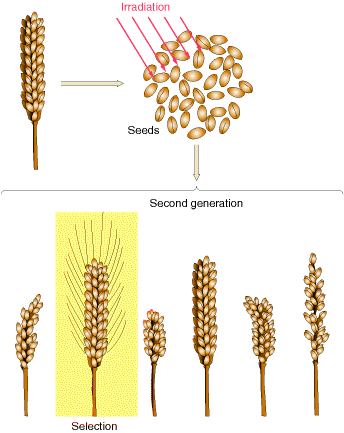 Irradiation
Seeds
Second generation
Selection